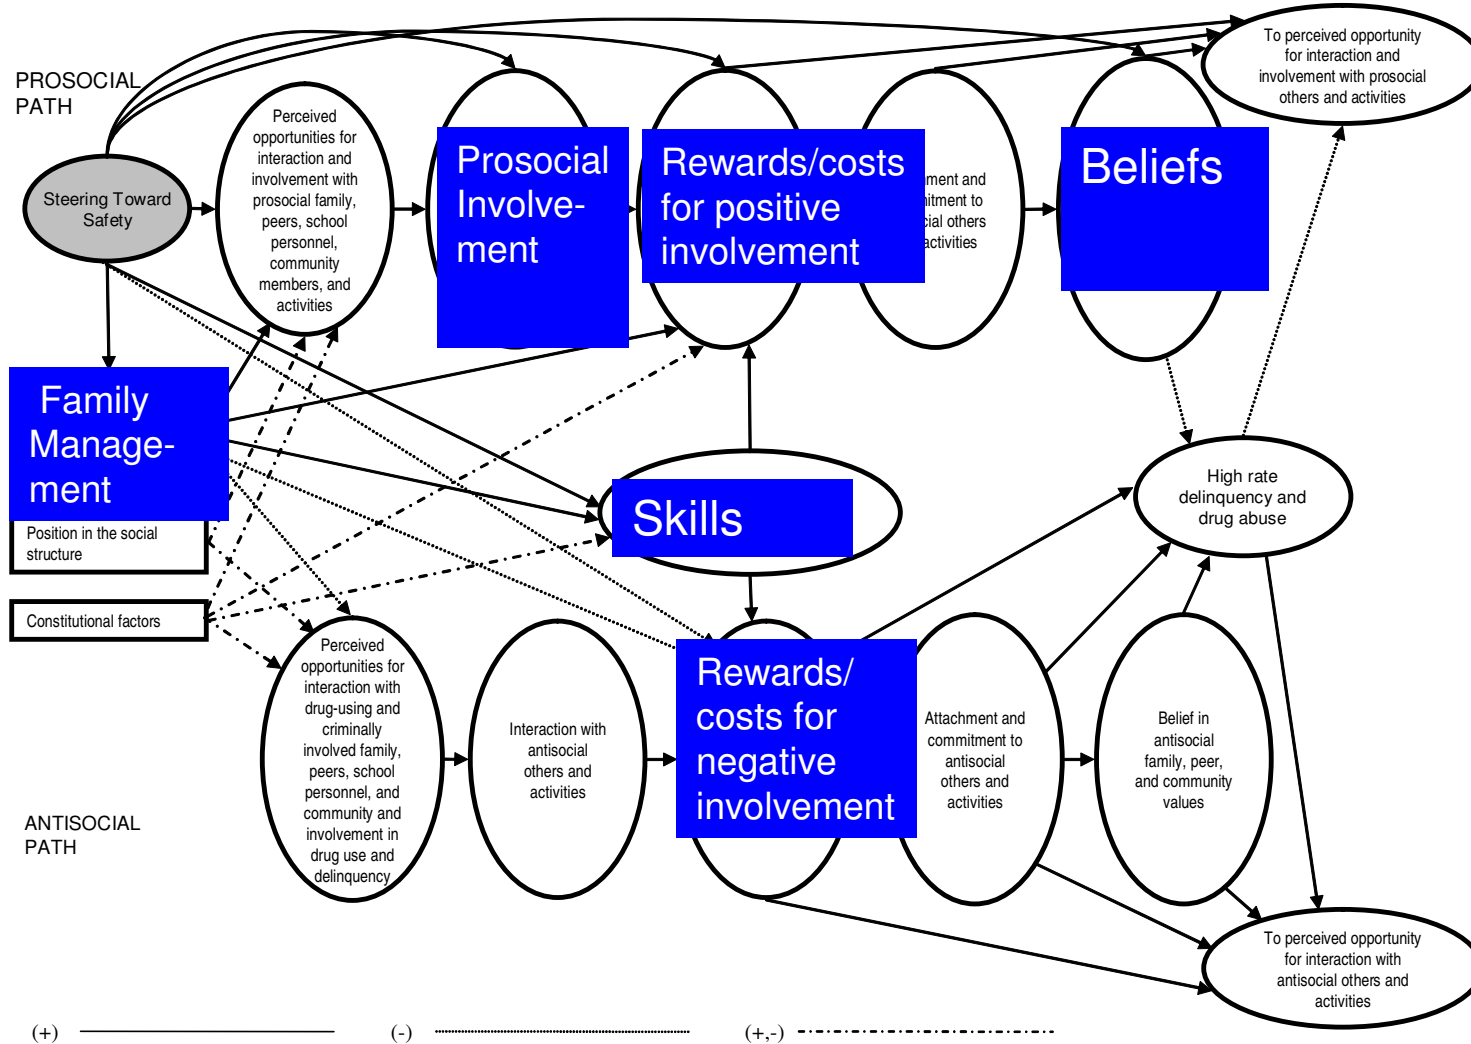 To perceived opportunity
for interaction and
involvement with prosocial
others and activities
PROSOCIAL
PATH
Steering Toward
Safety
Perceived
opportunities for
interaction and
involvement with
prosocial family,
peers, school
personnel,
community
members, and
activities
Prosocial
Involve-
ment
Rewards/costs
for positive
involvement
and
to
others
activities
Beliefs
Family
Manage-
ment
Position in the social
structure
Constitutional factors
Skills
High rate
delinquency and
drug abuse
Perceived
opportunities for
interaction with
drug-using and
criminally
involved family,
peers, school
personnel, and
community and
involvement in
drug use and
delinquency
Interaction with
antisocial
others and
activities
Rewards/
costs for
negative
involvement
Attachment and
commitment to
antisocial
others and
activities
Belief in
antisocial
family, peer,
and community
values
ANTISOCIAL
PATH
To perceived opportunity
for interaction with
antisocial others and
activities
(+)
(-)
(+,-)